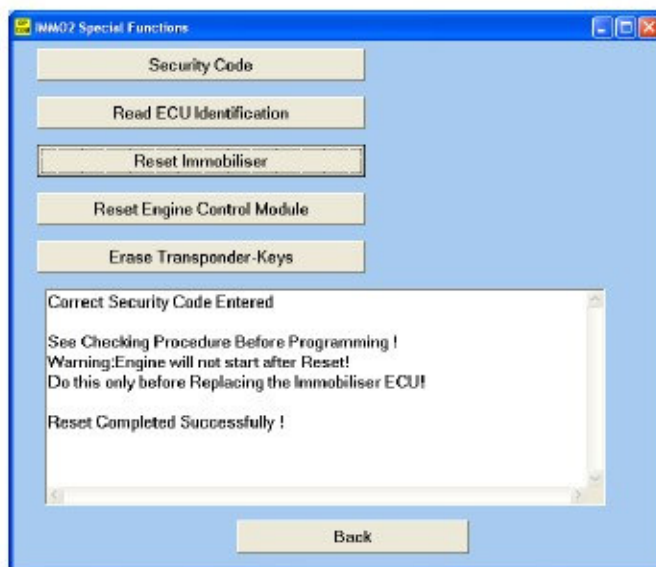 OP
COM
IMMO2 Special Functions
Security Code
Read ECU Identification
Reset Immobiliser
Reset Engine Control Module
Erase Transponder-Keys
Correct Security Code Entered
See Checking Procedure Before Programming !
Warning:Engine will not start after Reset!
Do this only before Replacing the Immobiliser ECU!
Reset Completed Successfully !
Back